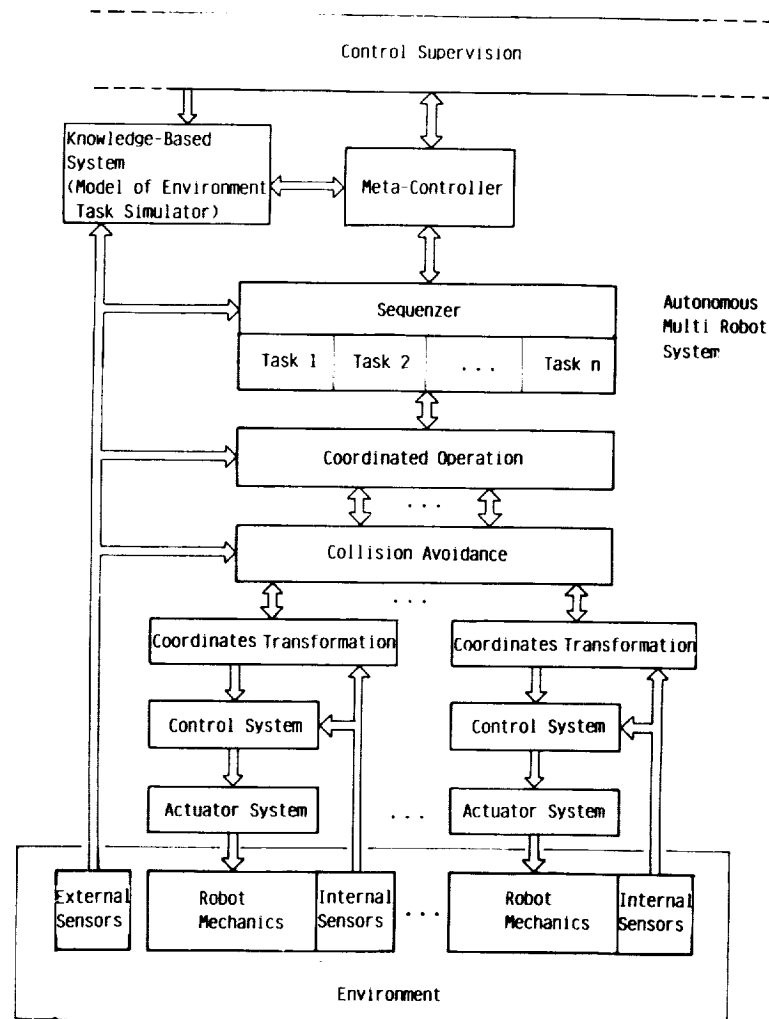 Control Supervision
Knowledge-Based
System
(Model of Environment
Task Simulator)
Meta-Controller
Sequenzer
Task 1 Task 2 ... Task n
Autonomous
Multi Robot
System
Coordinated Operation
...
Collision Avoidance
...
Coordinates Transformation
Coordinates Transformation
Control System
Control System
Actuator System
...
Actuator System
External
Sensors
Robot
Mechanics
Internal
Sensors
...
Robot
Mechanics
Internal
Sensors
Environment